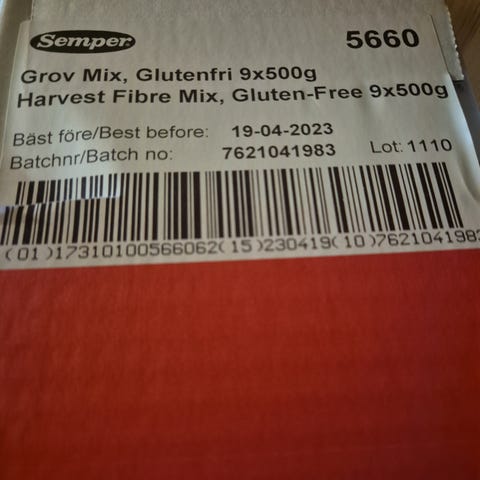 Semper
5660
Grov Mix, Glutenfri 9x500g
Harvest Fibre Mix, Gluten-Free 9x500g
Bäst före/Best before: 19-04-2023
Batchnr/Batch no: 7621041983 Lot: 1110
(01)17310100566062(15)230419(10)7621041983